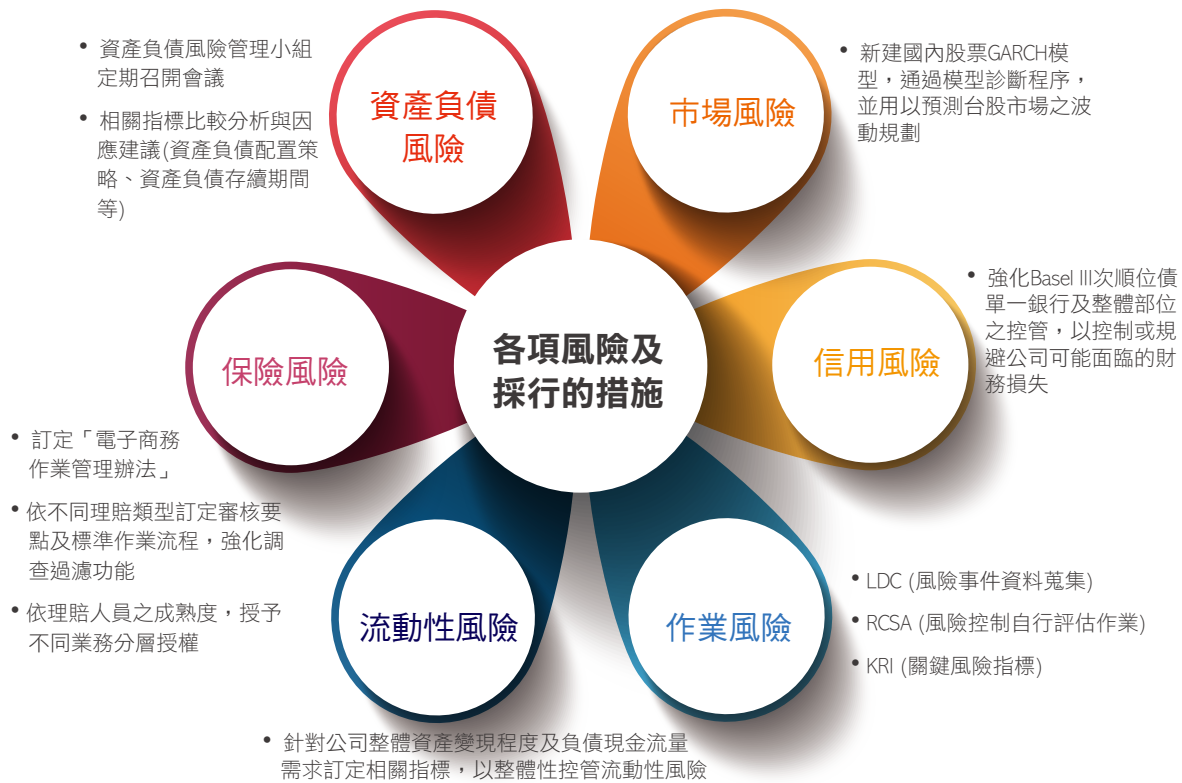 各項風險及
採行的措施
資產負債
風險
• 資產負債風險管理小組
定期召開會議
• 相關指標比較分析與因
應建議(資產負債配置策
略、資產負債存續期間
等)
市場風險
• 新建國內股票GARCH模
型，通過模型診斷程序，
並用以預測台股市場之波
動規劃
信用風險
• 強化Basel III次順位債
單一銀行及整體部位
之控管，以控制或規
避公司可能面臨的財
務損失
作業風險
• LDC (風險事件資料蒐集)
• RCSA (風險控制自行評估作業)
• KRI (關鍵風險指標)
流動性風險
• 針對公司整體資產變現程度及負債現金流量
需求訂定相關指標，以整體性控管流動性風險
保險風險
• 訂定「電子商務
作業管理辦法」
• 依不同理賠類型訂定審核要
點及標準作業流程，強化調
查過濾功能
• 依理賠人員之成熟度，授予
不同業務分層授權